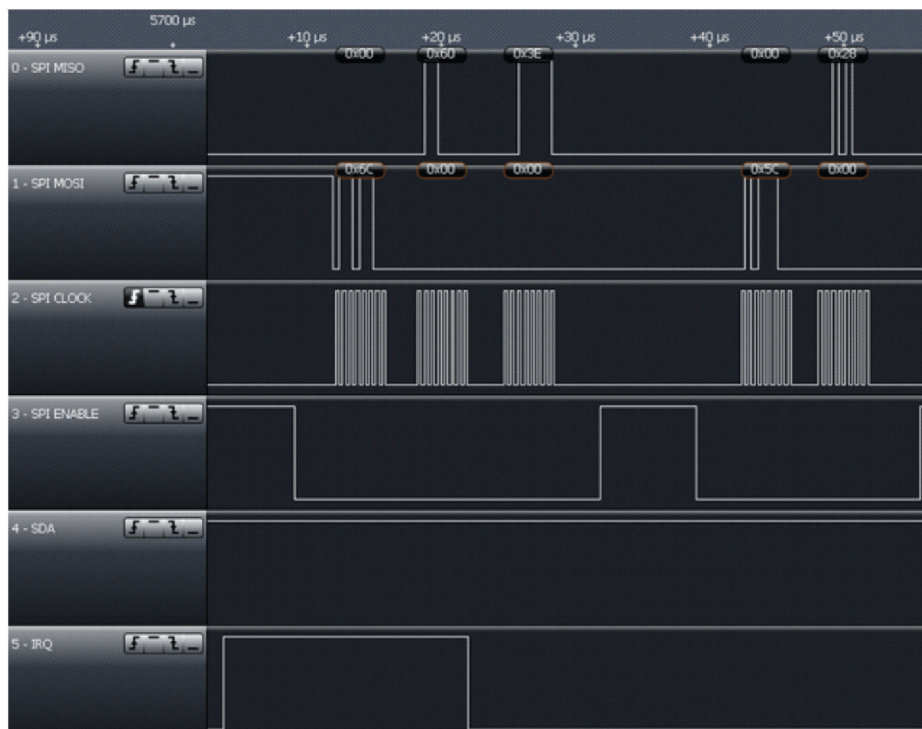 5700 µs
+90 µs +10 µs +20 µs +30 µs +40 µs +50 µs
0 - SPI MISO 0x00 0x60 0x3E 0x00 0x28
1 - SPI MOSI 0x6C 0x00 0x00 0x5C 0x00
2 - SPI CLOCK
3 - SPI ENABLE
4 - SDA
5 - IRQ